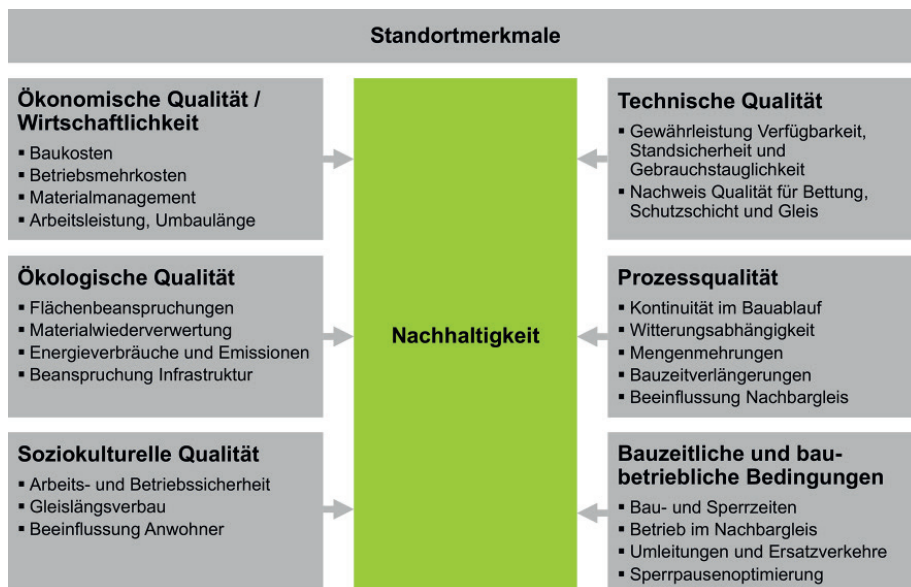 Standortmerkmale
Ökonomische Qualität /
Wirtschaftlichkeit
▪ Baukosten
▪ Betriebsmehrkosten
▪ Materialmanagement
▪ Arbeitsleistung, Umbaulänge
Ökologische Qualität
▪ Flächenbeanspruchungen
▪ Materialwiederverwertung
▪ Energieverbräuche und Emissionen
▪ Beanspruchung Infrastruktur
Soziokulturelle Qualität
▪ Arbeits- und Betriebssicherheit
▪ Gleislängsverbau
▪ Beeinflussung Anwohner
Nachhaltigkeit
Technische Qualität
▪ Gewährleistung Verfügbarkeit,
Standsicherheit und
Gebrauchstauglichkeit
▪ Nachweis Qualität für Bettung,
Schutzschicht und Gleis
Prozessqualität
▪ Kontinuität im Bauablauf
▪ Witterungsabhängigkeit
▪ Mengenmehrungen
▪ Bauzeitverlängerungen
▪ Beeinflussung Nachbargleis
Bauzeitliche und bau-
betriebliche Bedingungen
▪ Bau- und Sperrzeiten
▪ Betrieb im Nachbargleis
▪ Umleitungen und Ersatzverkehre
▪ Sperrpausenoptimierung